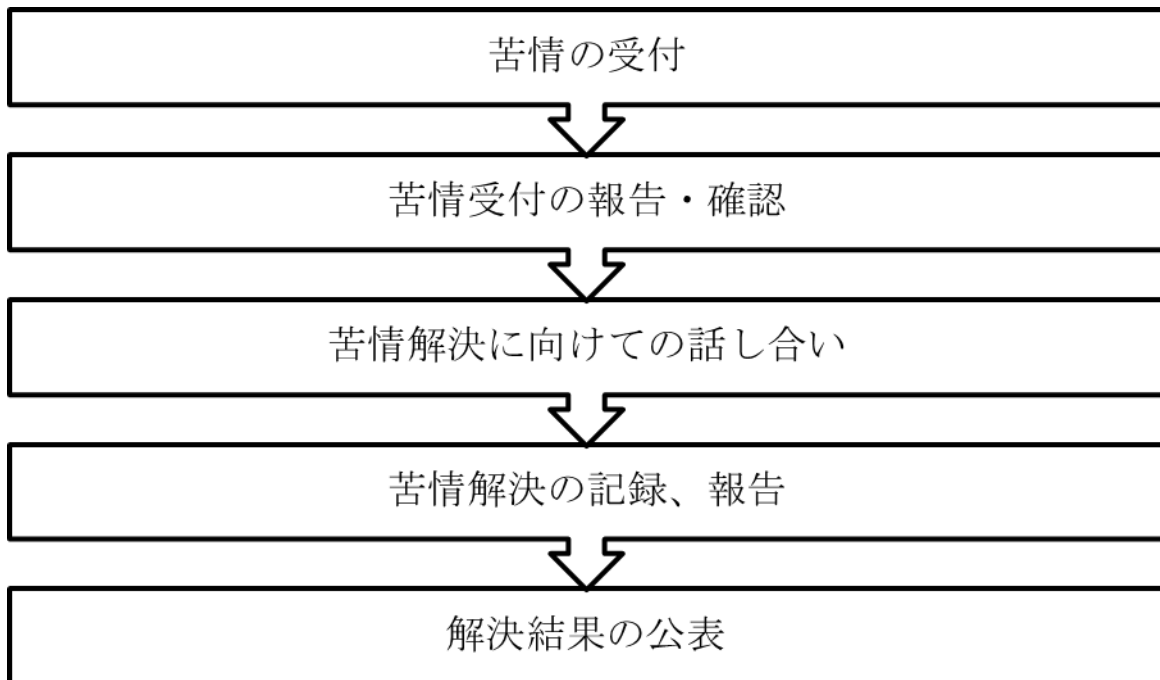 苦情の受付
苦情受付の報告・確認
苦情解決に向けての話し合い
苦情解決の記録、報告
解決結果の公表